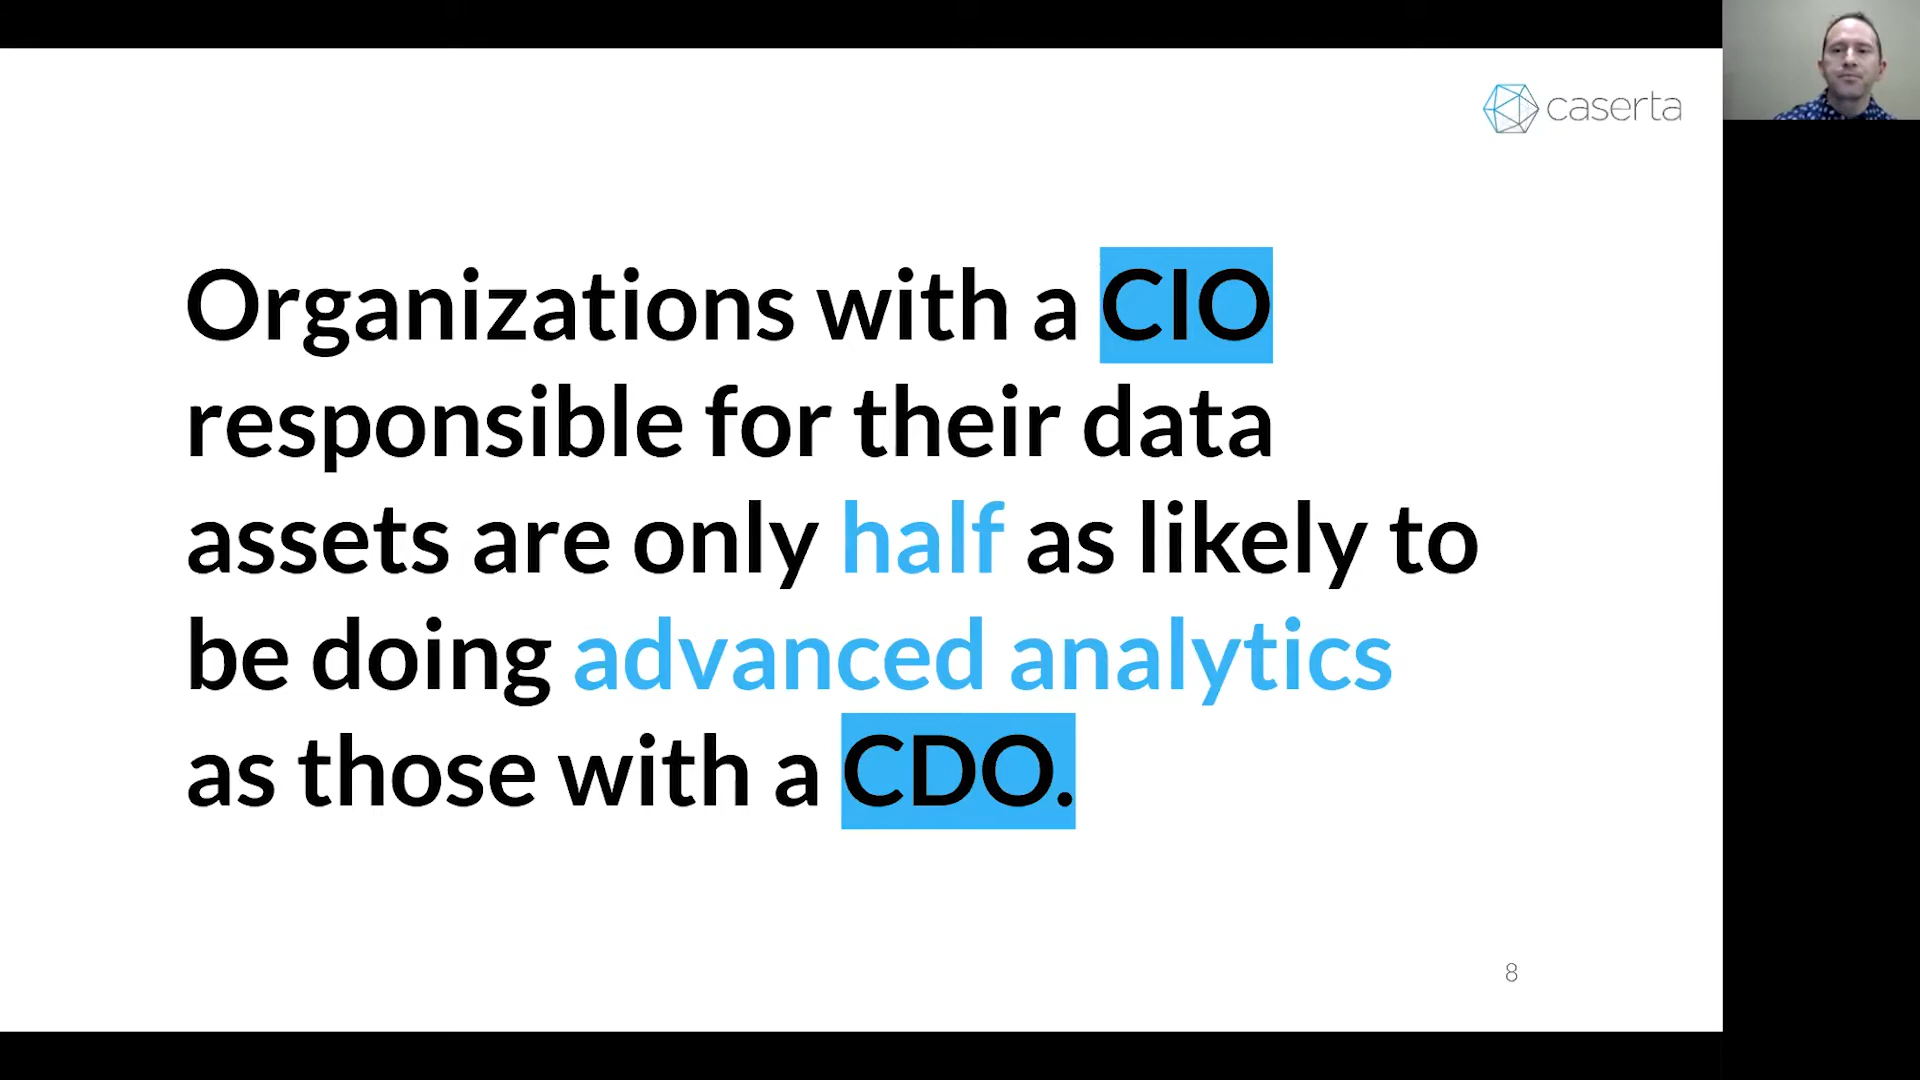 caserta
Organizations with a CIO
responsible for their data
assets are only half as likely to
be doing advanced analytics
as those with a CDO.
8